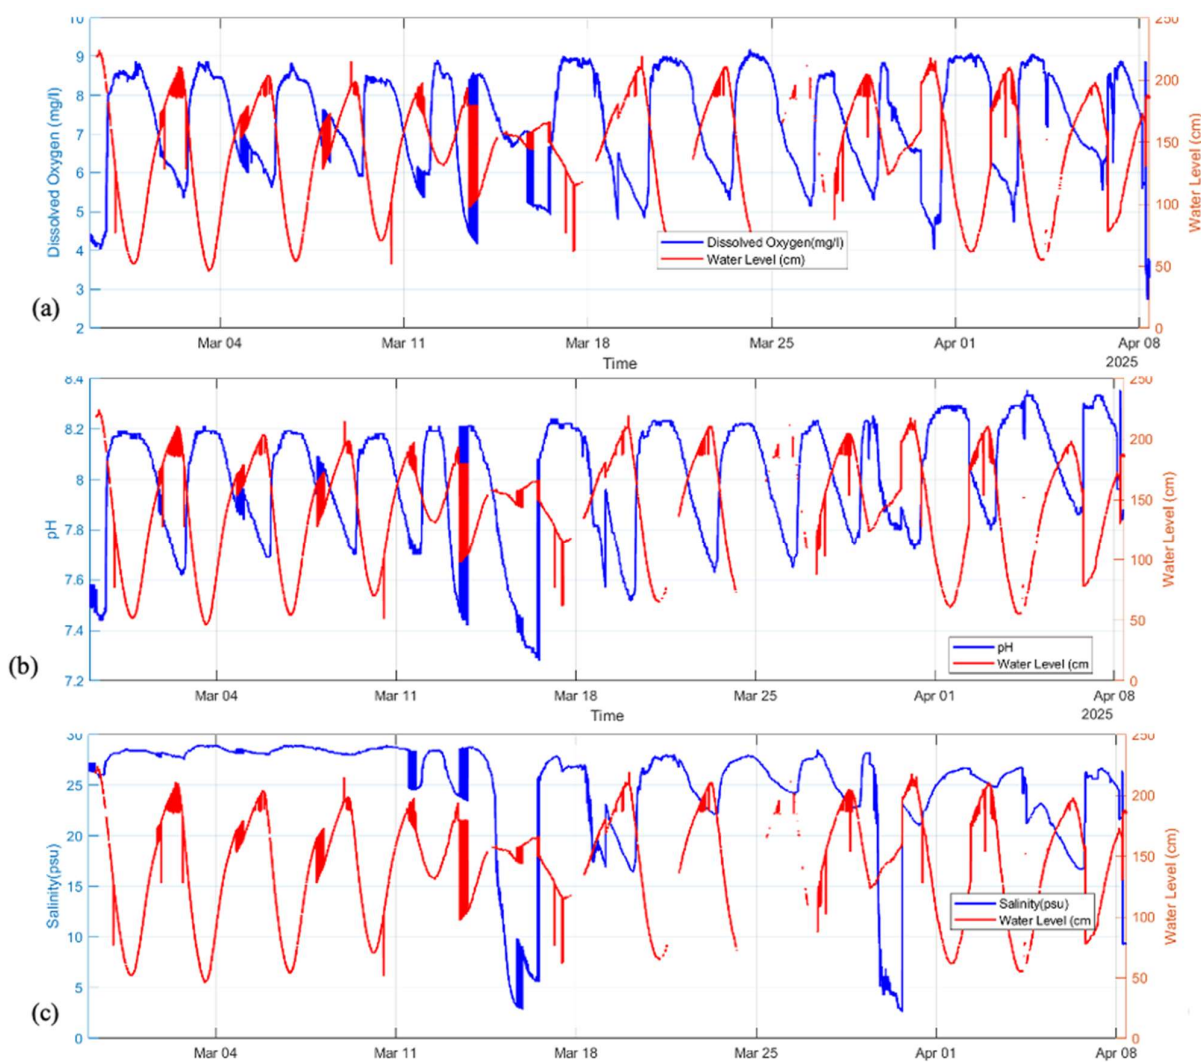 10
9
8
7
6
5
4
3
2
Dissolved Oxygen (mg/l)
250
200
150
100
50
0
Water Level (cm)
Dissolved Oxygen(mg/l)
Water Level (cm)
Mar 04
Mar 11
Mar 18
Mar 25
Apr 01
Apr 08
Time
2025
(a)
8.4
8.2
8
7.8
7.6
7.4
7.2
pH
250
200
150
100
50
0
Water Level (cm)
pH
Water Level (cm
Mar 04
Mar 11
Mar 18
Mar 25
Apr 01
Apr 08
Time
2025
(b)
30
25
20
15
10
5
0
Salinity(psu)
250
200
150
100
50
0
Water Level (cm)
Salinity(psu)
Water Level (cm
Mar 04
Mar 11
Mar 18
Mar 25
Apr 01
Apr 08
(c)